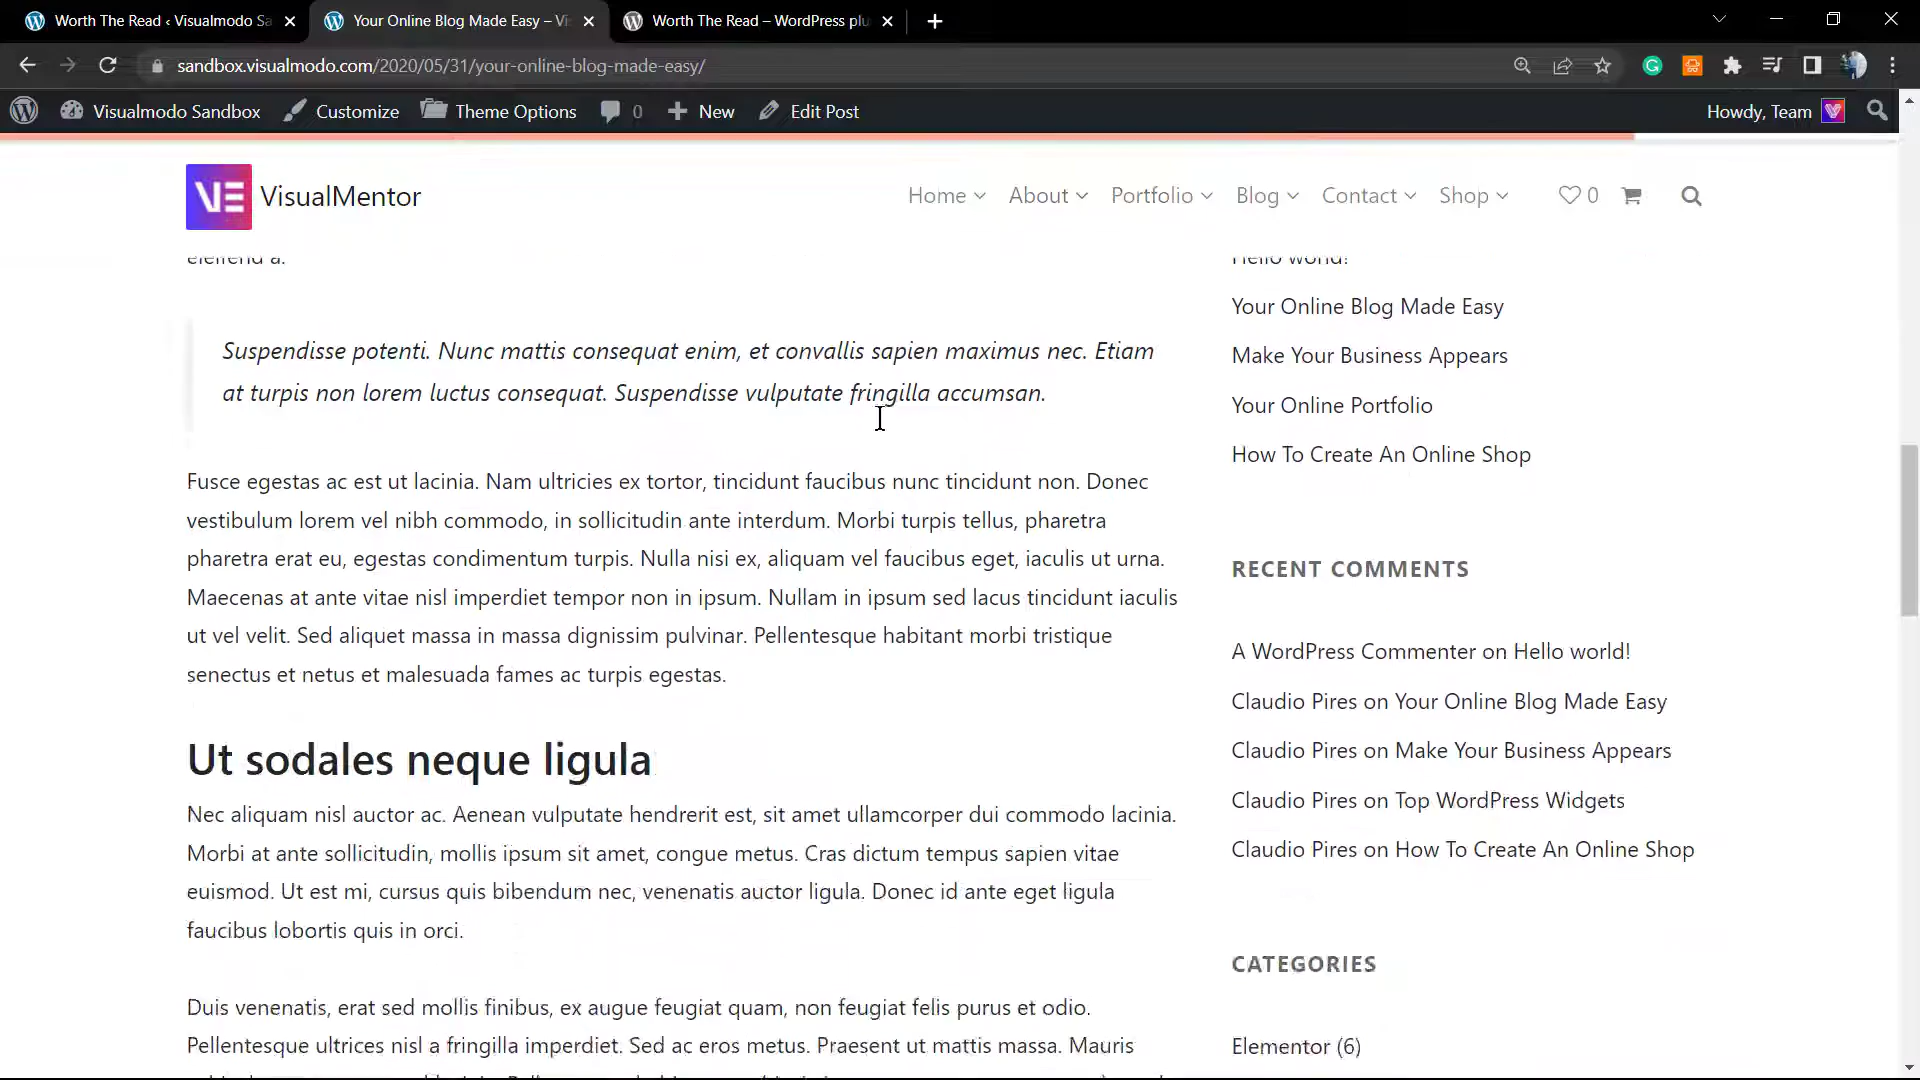 Worth The Read ‹ Visualmodo Sa
Your Online Blog Made Easy – Vi
Worth The Read – WordPress plu
sandbox.visualmodo.com/2020/05/31/your-online-blog-made-easy/
Visualmodo Sandbox Customize Theme Options 0 New Edit Post Howdy, Team
VE VisualMentor Home About Portfolio Blog Contact Shop 0
eleifend a.
Suspendisse potenti. Nunc mattis consequat enim, et convallis sapien maximus nec. Etiam
at turpis non lorem luctus consequat. Suspendisse vulputate fringilla accumsan.
Fusce egestas ac est ut lacinia. Nam ultricies ex tortor, tincidunt faucibus nunc tincidunt non. Donec
vestibulum lorem vel nibh commodo, in sollicitudin ante interdum. Morbi turpis tellus, pharetra
pharetra erat eu, egestas condimentum turpis. Nulla nisi ex, aliquam vel faucibus eget, iaculis ut urna.
Maecenas at ante vitae nisl imperdiet tempor non in ipsum. Nullam in ipsum sed lacus tincidunt iaculis
ut vel velit. Sed aliquet massa in massa dignissim pulvinar. Pellentesque habitant morbi tristique
senectus et netus et malesuada fames ac turpis egestas.
Ut sodales neque ligula
Nec aliquam nisl auctor ac. Aenean vulputate hendrerit est, sit amet ullamcorper dui commodo lacinia.
Morbi at ante sollicitudin, mollis ipsum sit amet, congue metus. Cras dictum tempus sapien vitae
euismod. Ut est mi, cursus quis bibendum nec, venenatis auctor ligula. Donec id ante eget ligula
faucibus lobortis quis in orci.
Duis venenatis, erat sed mollis finibus, ex augue feugiat quam, non feugiat felis purus et odio.
Pellentesque ultrices nisl a fringilla imperdiet. Sed ac eros metus. Praesent ut mattis massa. Mauris
Hello world!
Your Online Blog Made Easy
Make Your Business Appears
Your Online Portfolio
How To Create An Online Shop
RECENT COMMENTS
A WordPress Commenter on Hello world!
Claudio Pires on Your Online Blog Made Easy
Claudio Pires on Make Your Business Appears
Claudio Pires on Top WordPress Widgets
Claudio Pires on How To Create An Online Shop
CATEGORIES
Elementor (6)